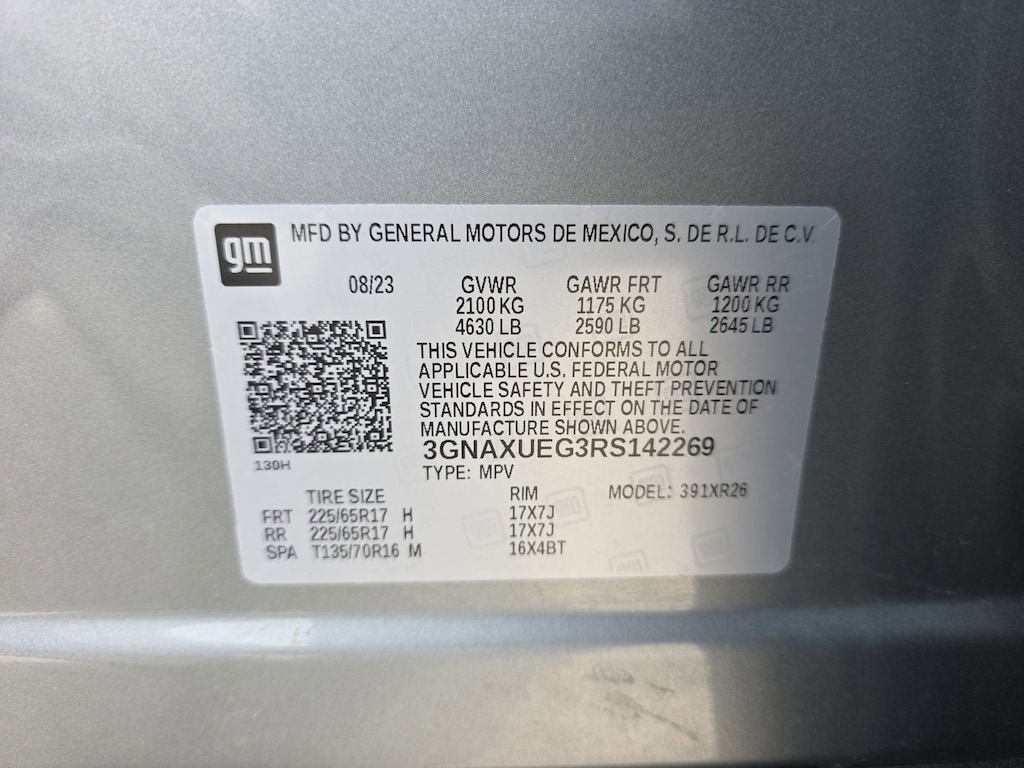 gm
MFD BY GENERAL MOTORS DE MEXICO, S. DE R.L. DE C.V.
08/23 GVWR GAWR FRT GAWR RR
2100 KG 1175 KG 1200 KG
4630 LB 2590 LB 2645 LB
THIS VEHICLE CONFORMS TO ALL
APPLICABLE U.S. FEDERAL MOTOR
VEHICLE SAFETY AND THEFT PREVENTION
STANDARDS IN EFFECT ON THE DATE OF
MANUFACTURE SHOWN ABOVE.
3GNAXUEG3RS142269
130H
TYPE: MPV
TIRE SIZE RIM MODEL: 391XR26
FRT 225/65R17 H 17X7J
RR 225/65R17 H 17X7J
SPA T135/70R16 M 16X4BT